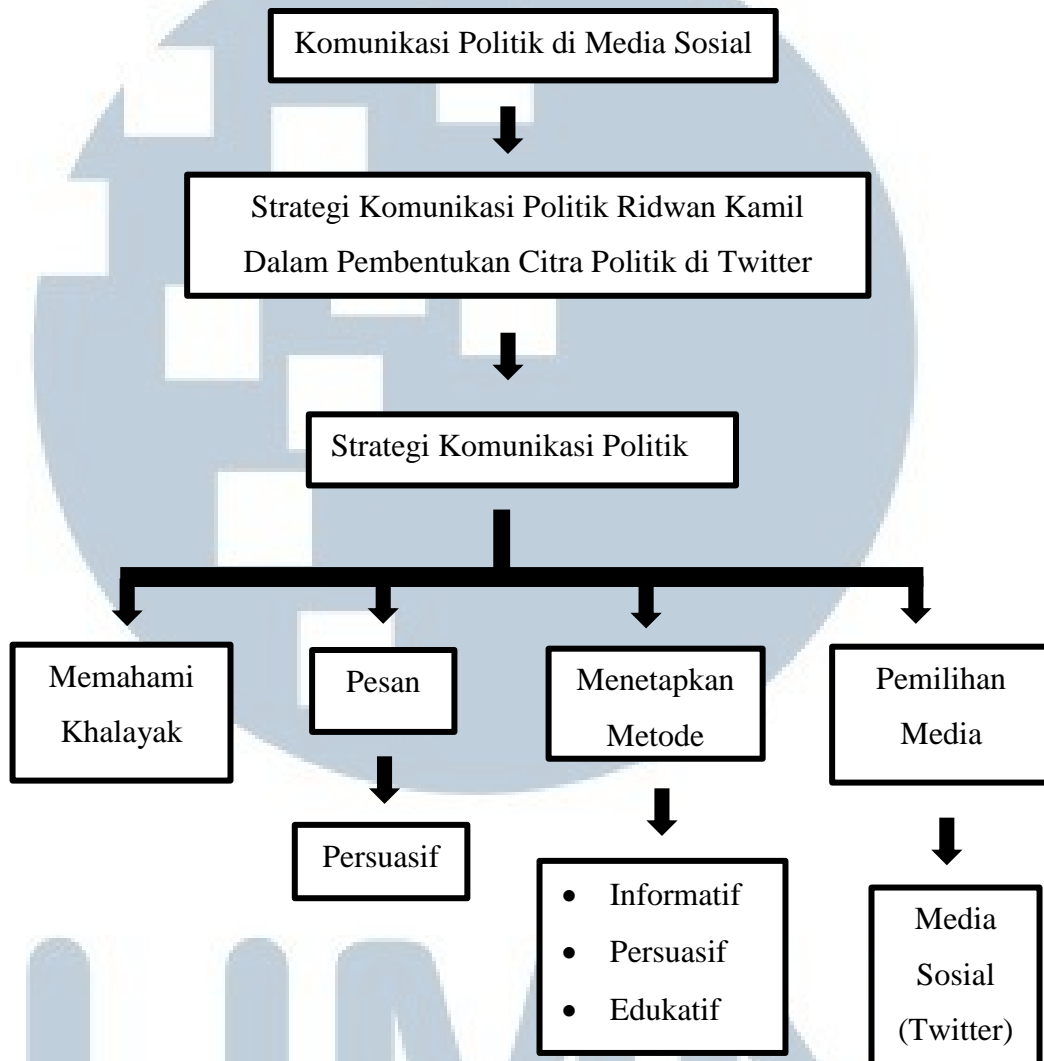 Komunikasi Politik di Media Sosial
Strategi Komunikasi Politik Ridwan Kamil
Dalam Pembentukan Citra Politik di Twitter
Strategi Komunikasi Politik
Memahami
Khalayak
Pesan
Menetapkan
Metode
Pemilihan
Media
Persuasif
• Informatif
• Persuasif
• Edukatif
Media
Sosial
(Twitter)